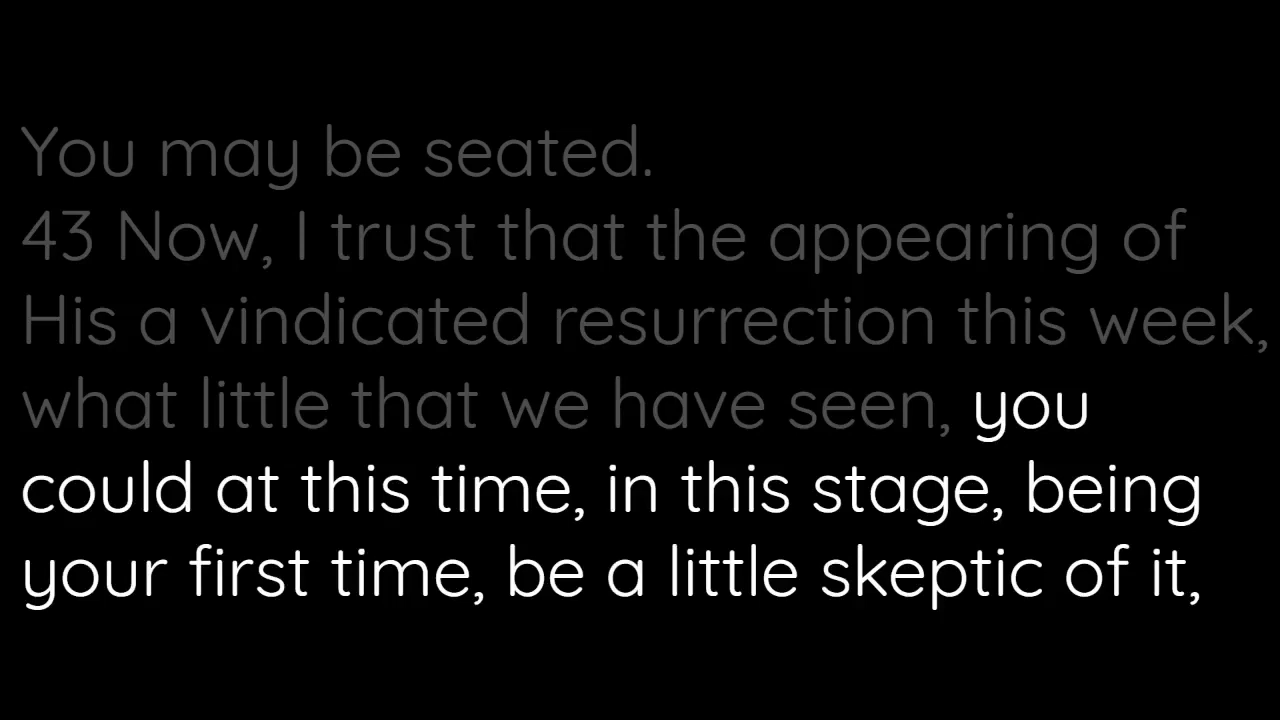 You may be seated.
43 Now, I trust that the appearing of
His a vindicated resurrection this week,
what little that we have seen, you
could at this time, in this stage, being
your first time, be a little skeptic of it,